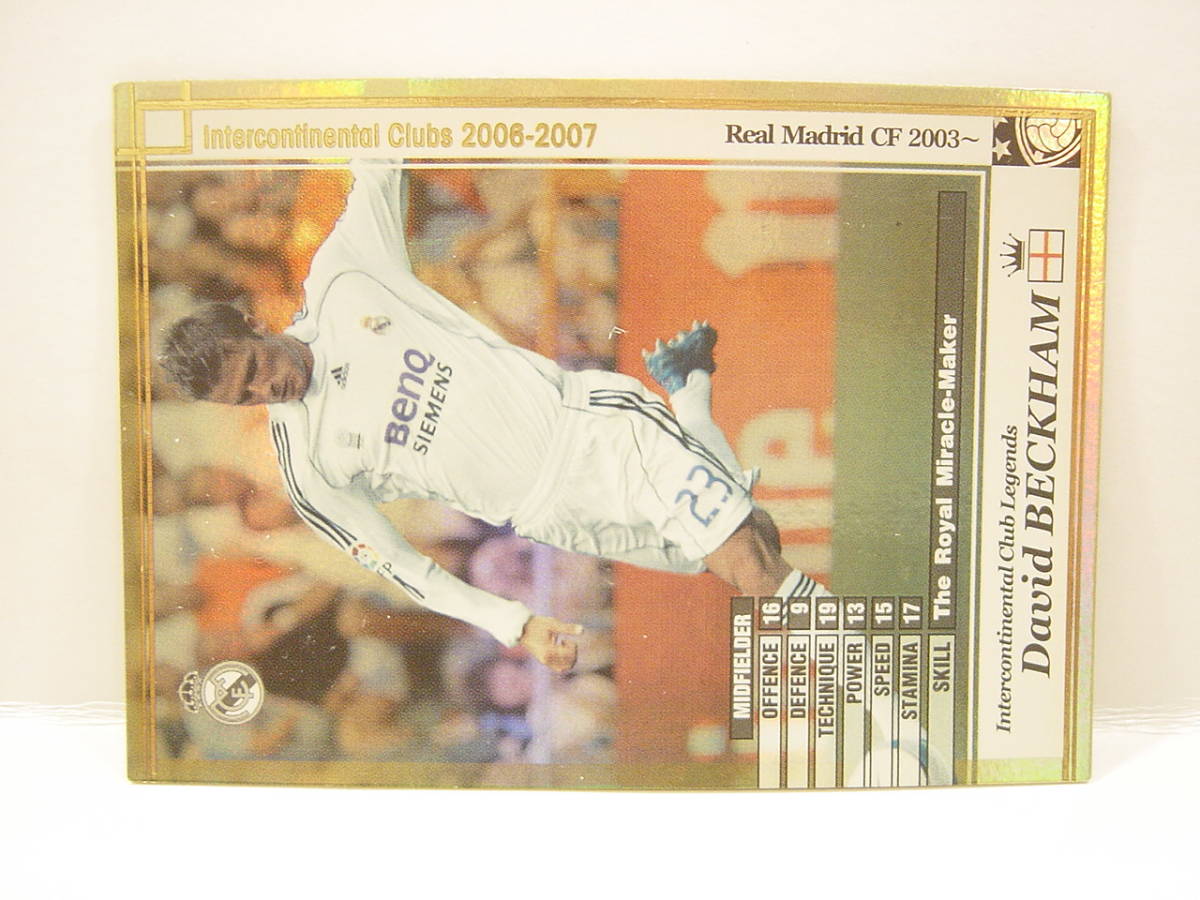 Intercontinental Clubs 2006-2007
Real Madrid CF 2003~
BenQ
SIEMENS
23
MIDFIELDER
OFFENCE 16
DEFENCE 9
TECHNIQUE 19
POWER 13
SPEED 15
STAMINA 17
SKILL The Royal Miracle-Maker
Intercontinental Club Legends
David BECKHAM